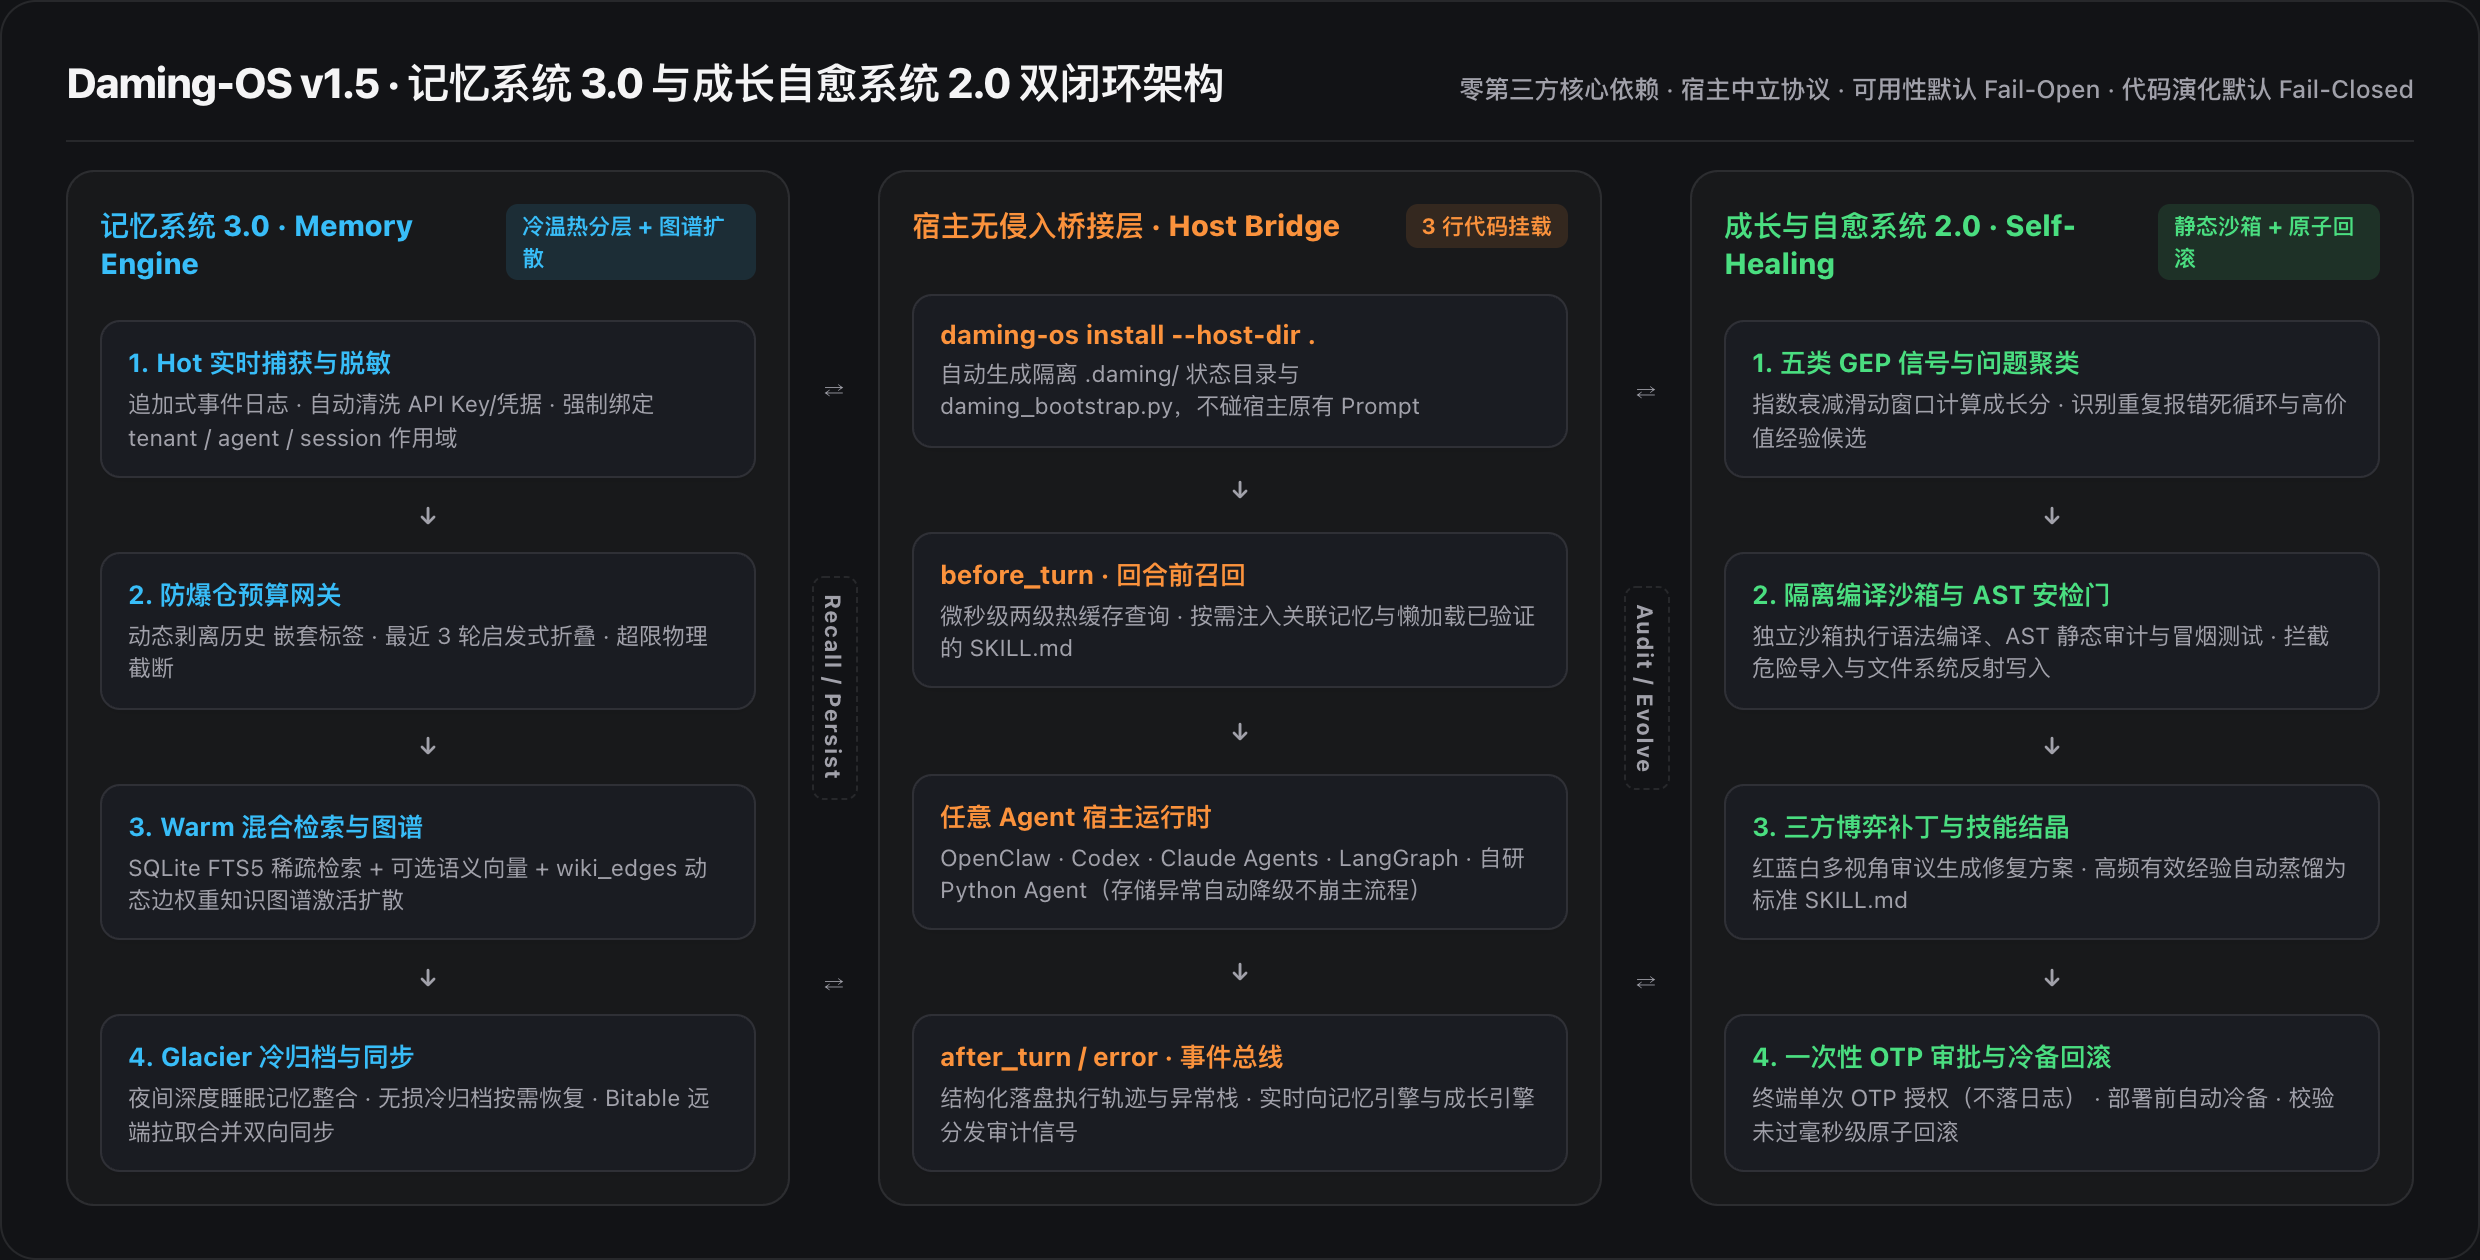 Daming-OS v1.5 · 记忆系统 3.0 与成长自愈系统 2.0 双闭环架构
零第三方核心依赖 · 宿主中立协议 · 可用性默认 Fail-Open · 代码演化默认 Fail-Closed
记忆系统 3.0 · Memory
Engine
冷温热分层 + 图谱扩
散
1. Hot 实时捕获与脱敏
追加式事件日志 · 自动清洗 API Key/凭据 · 强制绑定
tenant / agent / session 作用域
↓
2. 防爆仓预算网关
动态剥离历史 嵌套标签 · 最近 3 轮启发式折叠 · 超限物理
截断
↓
3. Warm 混合检索与图谱
SQLite FTS5 稀疏检索 + 可选语义向量 + wiki_edges 动
态边权重知识图谱激活扩散
↓
4. Glacier 冷归档与同步
夜间深度睡眠记忆整合 · 无损冷归档按需恢复 · Bitable 远
端拉取合并双向同步
⇄
Recall / Persist
⇄
宿主无侵入桥接层 · Host Bridge
3 行代码挂载
daming-os install --host-dir .
自动生成隔离 .daming/ 状态目录与
daming_bootstrap.py，不碰宿主原有 Prompt
↓
before_turn · 回合前召回
微秒级两级热缓存查询 · 按需注入关联记忆与懒加载已验证
的 SKILL.md
↓
任意 Agent 宿主运行时
OpenClaw · Codex · Claude Agents · LangGraph · 自研
Python Agent（存储异常自动降级不崩主流程）
↓
after_turn / error · 事件总线
结构化落盘执行轨迹与异常栈 · 实时向记忆引擎与成长引擎
分发审计信号
⇄
Audit / Evolve
⇄
成长与自愈系统 2.0 · Self-
Healing
静态沙箱 + 原子回
滚
1. 五类 GEP 信号与问题聚类
指数衰减滑动窗口计算成长分 · 识别重复报错死循环与高价
值经验候选
↓
2. 隔离编译沙箱与 AST 安检门
独立沙箱执行语法编译、AST 静态审计与冒烟测试 · 拦截
危险导入与文件系统反射写入
↓
3. 三方博弈补丁与技能结晶
红蓝白多视角审议生成修复方案 · 高频有效经验自动蒸馏为
标准 SKILL.md
↓
4. 一次性 OTP 审批与冷备回滚
终端单次 OTP 授权（不落日志） · 部署前自动冷备 · 校验
未过毫秒级原子回滚